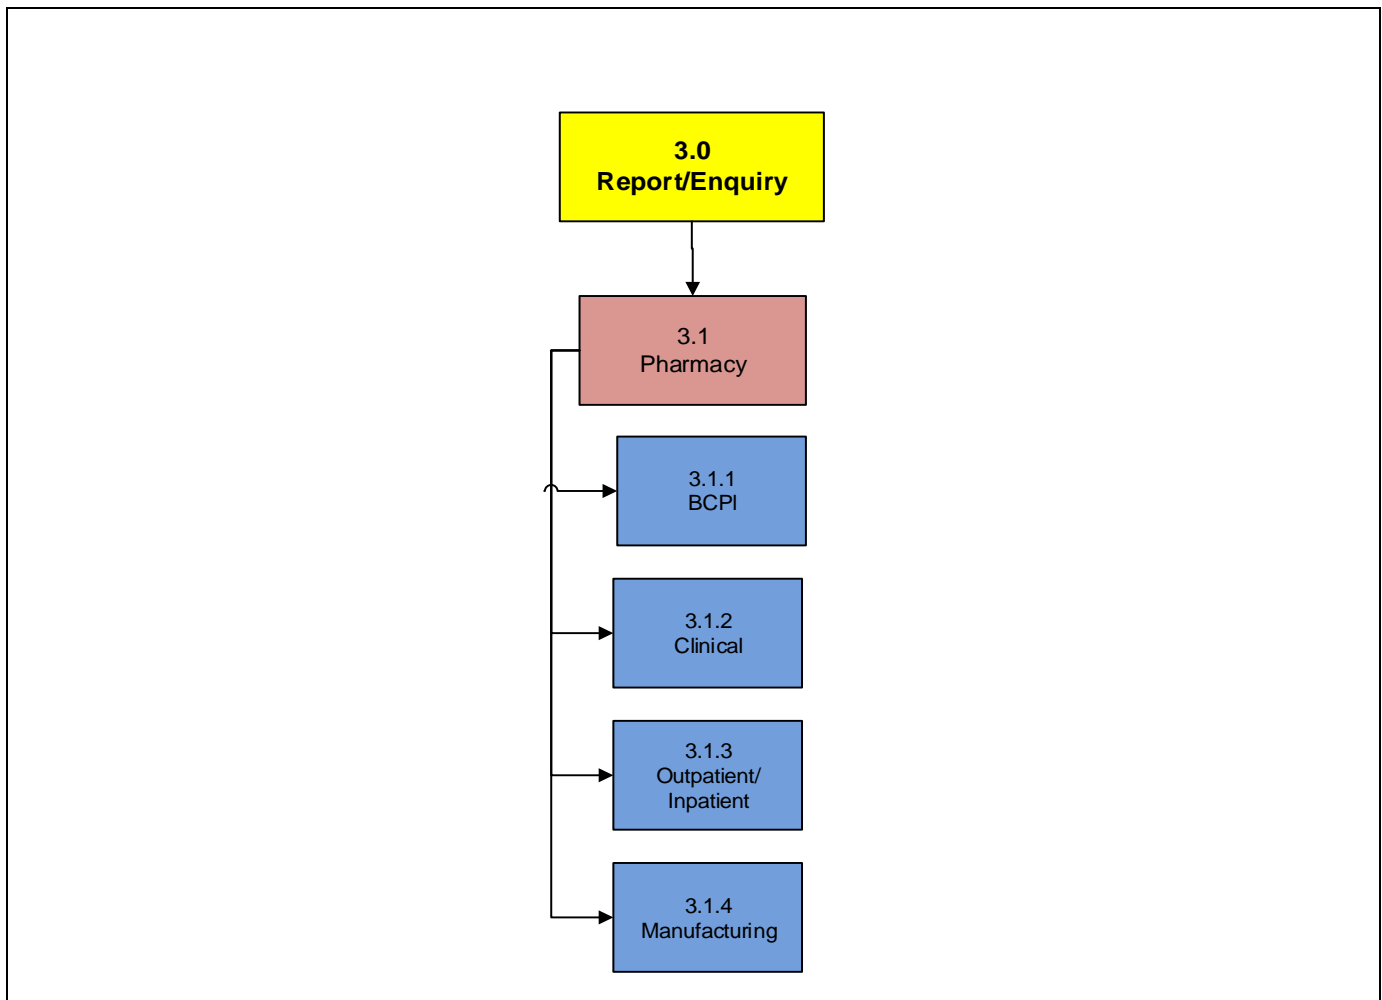 3.0
Report/Enquiry
3.1
Pharmacy
3.1.1
BCPI
3.1.2
Clinical
3.1.3
Outpatient/
Inpatient
3.1.4
Manufacturing